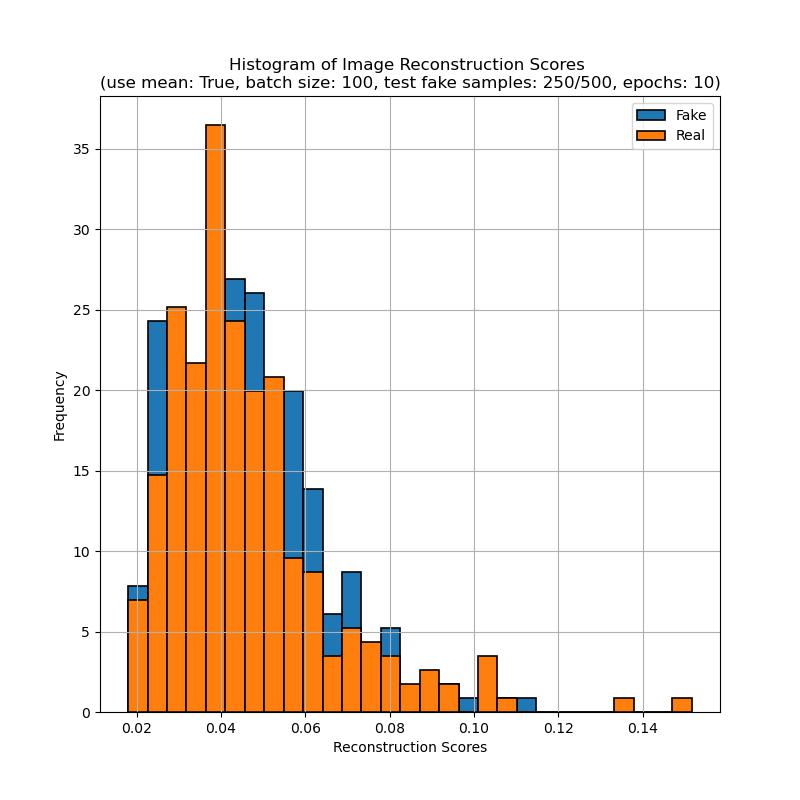 Histogram of Image Reconstruction Scores
(use mean: True, batch size: 100, test fake samples: 250/500, epochs: 10)
Fake
Real
35
30
25
20
15
10
5
0
Frequency
0.02 0.04 0.06 0.08 0.10 0.12 0.14
Reconstruction Scores